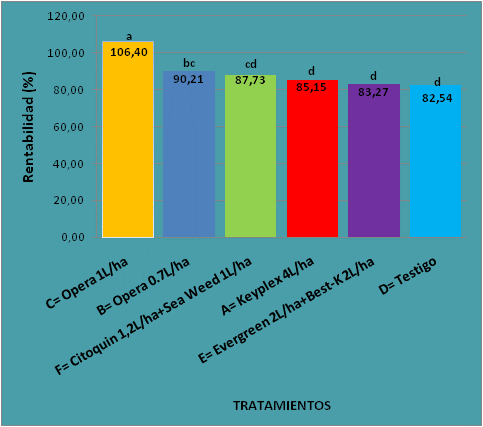 Rentabilidad (%)
120,00
100,00
80,00
60,00
40,00
20,00
0,00
a
106,40
bc
90,21
cd
87,73
d
85,15
d
83,27
d
82,54
C= Opera 1L/ha
B= Opera 0.7L/ha
F= Citoquin 1,2L/ha+Sea Weed 1L/ha
A= Keyplex 4L/ha
E= Evergreen 2L/ha+Best-K 2L/ha
D= Testigo
TRATAMIENTOS